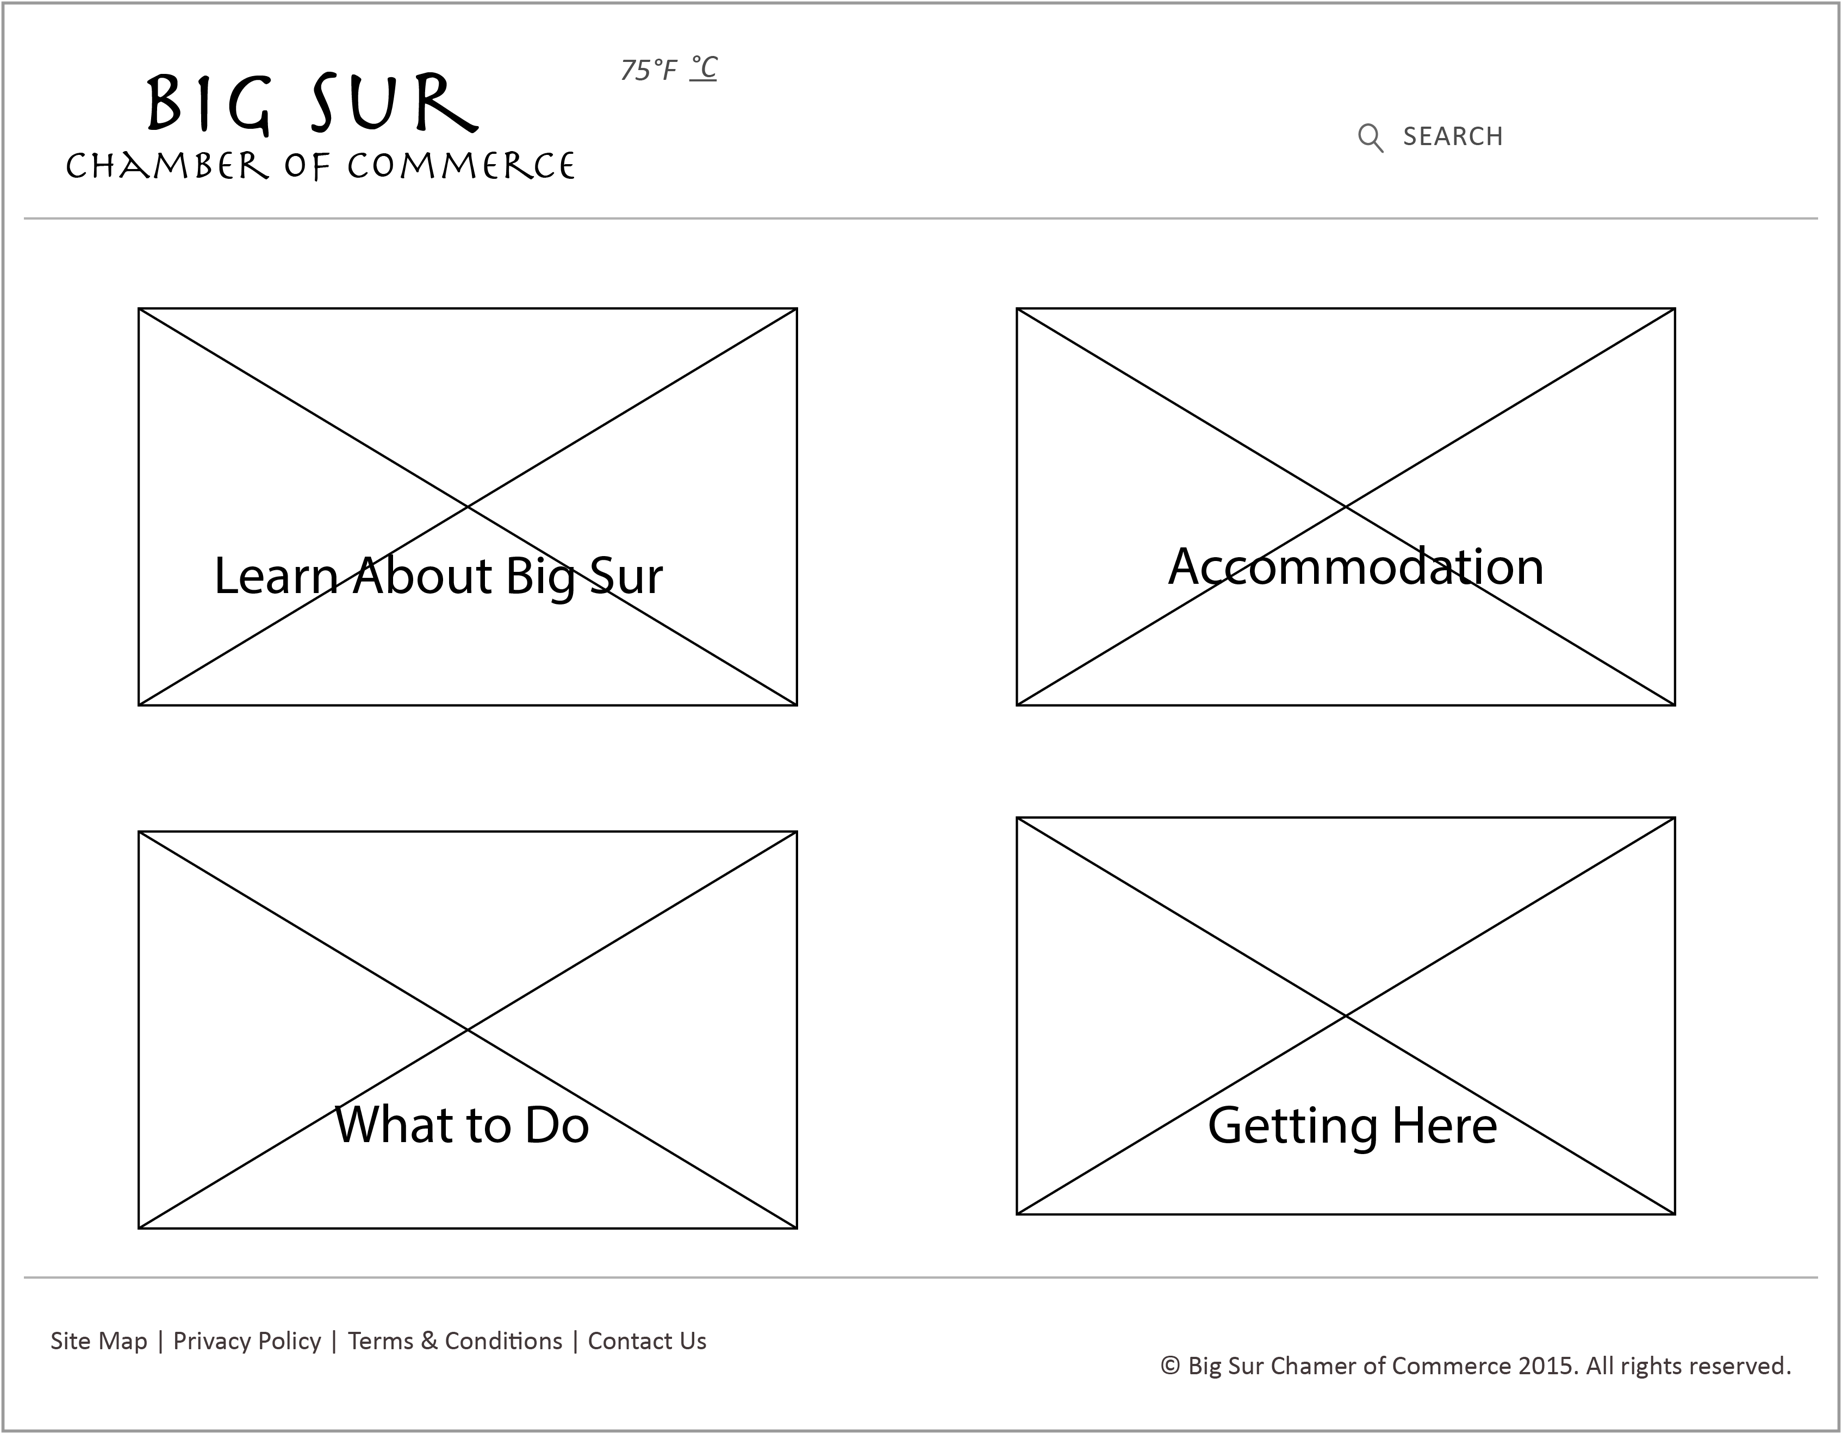 BIG SUR
CHAMBER OF COMMERCE
75°F °C
SEARCH
Learn About Big Sur
Accommodation
What to Do
Getting Here
Site Map | Privacy Policy | Terms & Conditions | Contact Us
© Big Sur Chamer of Commerce 2015. All rights reserved.